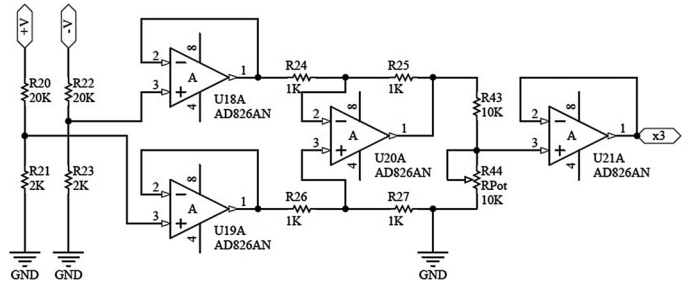 +V
-V
R20
20K
R22
20K
R21
2K
R23
2K
GND
GND
2
3
8
A
4
1
U18A
AD826AN
2
3
8
A
4
1
U19A
AD826AN
R24
1K
R25
1K
2
3
8
A
4
1
U20A
AD826AN
R26
1K
R27
1K
GND
R43
10K
R44
RPot
10K
2
3
8
A
4
1
U21A
AD826AN
x3